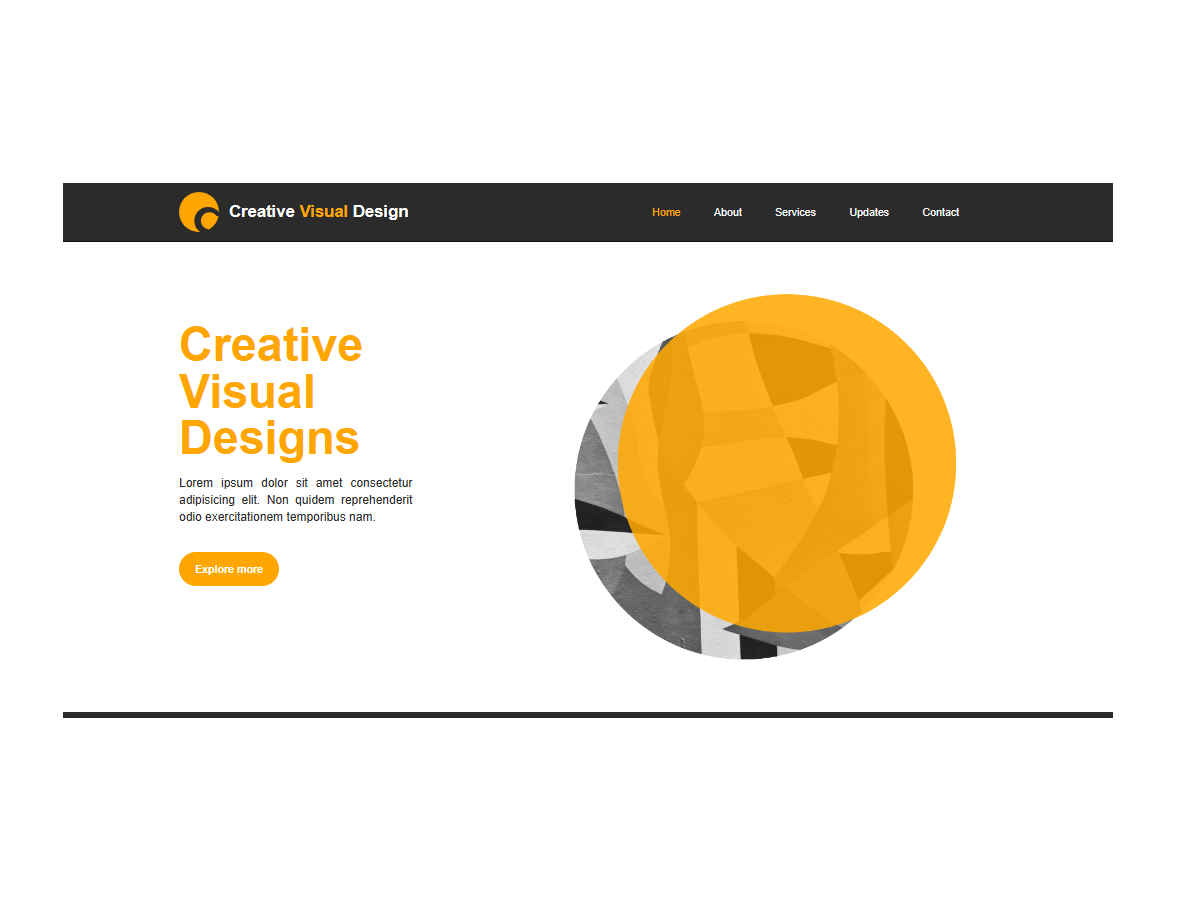 Creative Visual Design
Home About Services Updates Contact
Creative
Visual
Designs
Lorem ipsum dolor sit amet consectetur
adipisicing elit. Non quidem reprehenderit
odio exercitationem temporibus nam.
Explore more